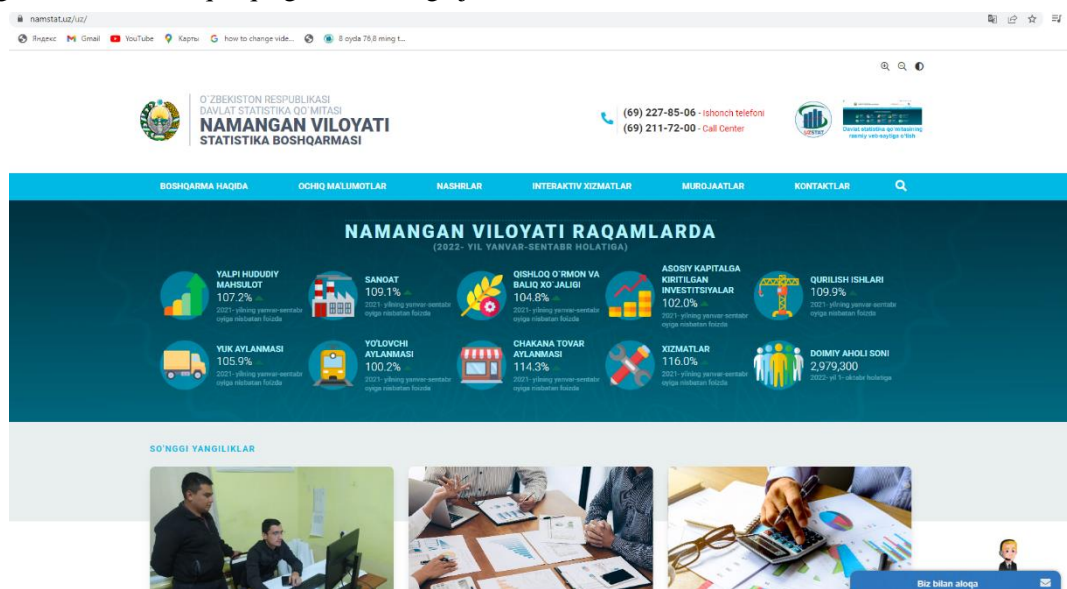 namstat.uz/uz/
Яндекс Gmail YouTube Карты how to change vide... 8 oyda 76,8 ming t...
O`ZBEKISTON RESPUBLIKASI
DAVLAT STATISTIKA QO`MITASI
NAMANGAN VILOYATI
STATISTIKA BOSHQARMASI
(69) 227-85-06 - Ishonch telefoni
(69) 211-72-00 - Call Center
UZSTAT
Davlat statistika qo`mitasining
rasmiy veb-saytiga o'tish
BOSHQARMA HAQIDA OCHIQ MA'LUMOTLAR NASHRLAR INTERAKTIV XIZMATLAR MUROJAATLAR KONTAKTLAR
NAMANGAN VILOYATI RAQAMLARDA
(2022- YIL YANVAR-SENTABR HOLATIGA)
YALPI HUDUDIY
MAHSULOT
107.2%
2021- yilning yanvar-sentabr
oyiga nisbatan foizda
SANOAT
109.1%
2021- yilning yanvar-sentabr
oyiga nisbatan foizda
QISHLOQ O`RMON VA
BALIQ XO`JALIGI
104.8%
2021- yilning yanvar-sentabr
oyiga nisbatan foizda
ASOSIY KAPITALGA
KIRITILGAN
INVESTITSIYALAR
102.0%
2021- yilning yanvar-sentabr
oyiga nisbatan foizda
QURILISH ISHLARI
109.9%
2021- yilning yanvar-sentabr
oyiga nisbatan foizda
YUK AYLANMASI
105.9%
2021- yilning yanvar-sentabr
oyiga nisbatan foizda
YO'LOVCHI
AYLANMASI
100.2%
2021- yilning yanvar-sentabr
oyiga nisbatan foizda
CHAKANA TOVAR
AYLANMASI
114.3%
2021- yilning yanvar-sentabr
oyiga nisbatan foizda
XIZMATLAR
116.0%
2021- yilning yanvar-sentabr
oyiga nisbatan foizda
DOIMIY AHOLI SONI
2,979,300
2022- yil 1- oktabr holatiga
SO'NGGI YANGILIKLAR
Biz bilan aloqa